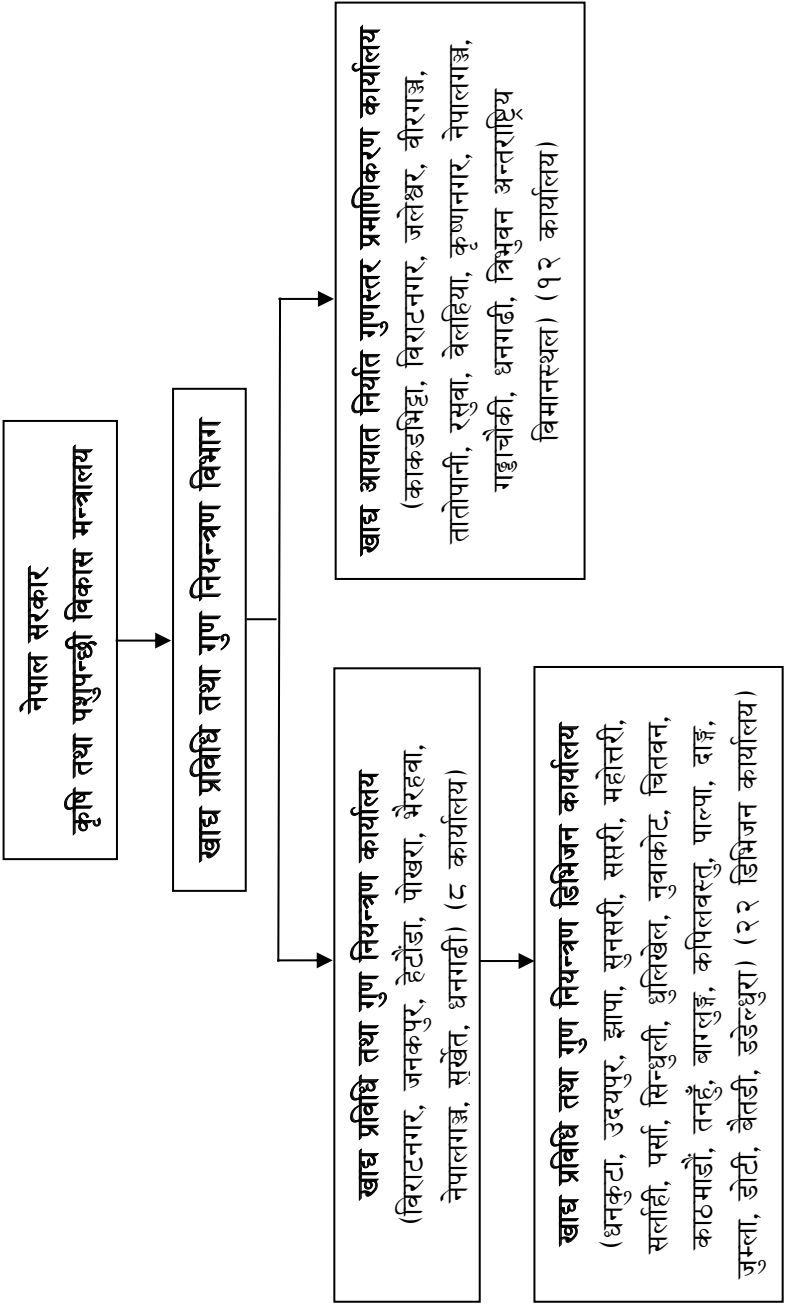 नेपाल सरकार
कृषि तथा पशुपन्छी विकास मन्त्रालय
खाद्य प्रविधि तथा गुण नियन्त्रण विभाग
खाद्य प्रविधि तथा गुण नियन्त्रण कार्यालय
(विराटनगर, जनकपुर, हेटौंडा, पोखरा, भैरहवा,
नेपालगञ्ज, सुर्खेत, धनगढी) (८ कार्यालय)
खाद्य प्रविधि तथा गुण नियन्त्रण डिभिजन कार्यालय
(धनकुटा, उदयपुर, झापा, सुनसरी, सप्तरी, महोत्तरी,
सर्लाही, पर्सा, सिन्धुली, धुलिखेल, नुवाकोट, चितवन,
काठमाडौं, तनहुँ, बाग्लुङ्ग, कपिलवस्तु, पाल्पा, दाङ्ग,
जुम्ला, डोटी, बैतडी, डडेल्धुरा) (२२ डिभिजन कार्यालय)
खाद्य आयात निर्यात गुणस्तर प्रमाणिकरण कार्यालय
(काकडभिट्टा, विराटनगर, जलेश्वर, वीरगञ्ज,
तातोपानी, रसुवा, बेलहिया, कृष्णनगर, नेपालगञ्ज,
गड्डाचौकी, धनगढी, त्रिभुवन अन्तराष्ट्रिय
विमानस्थल) (१२ कार्यालय)